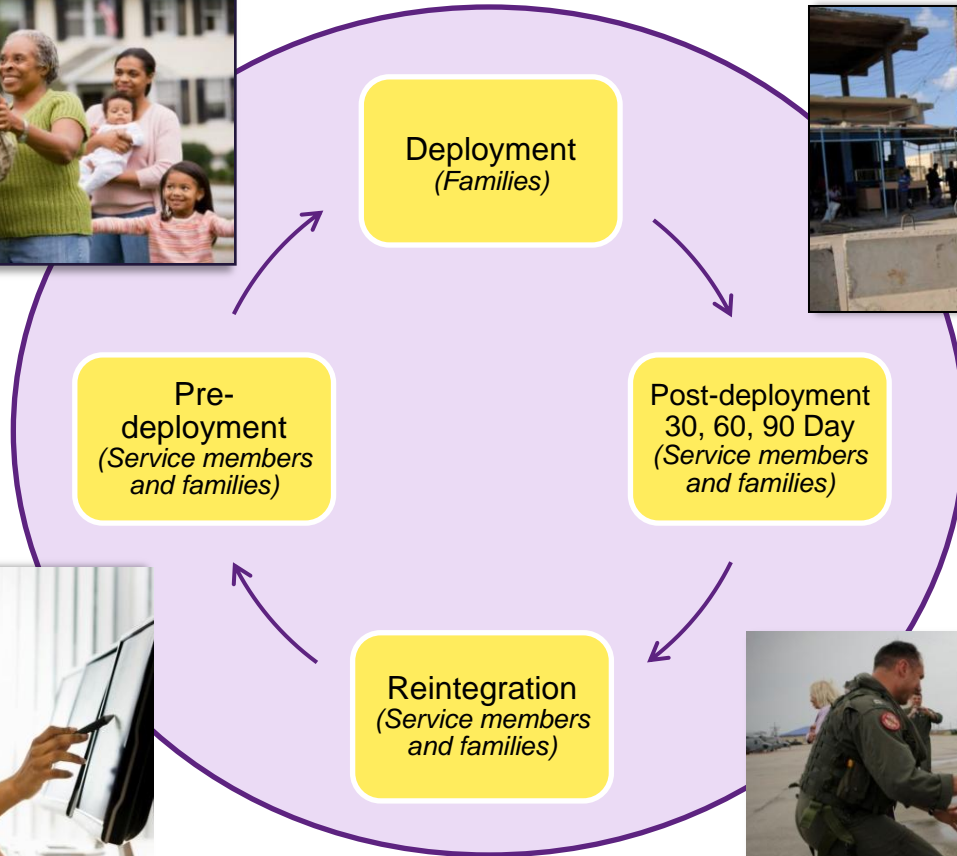 Deployment
(Families)
Pre-
deployment
(Service members
and families)
Post-deployment
30, 60, 90 Day
(Service members
and families)
Reintegration
(Service members
and families)